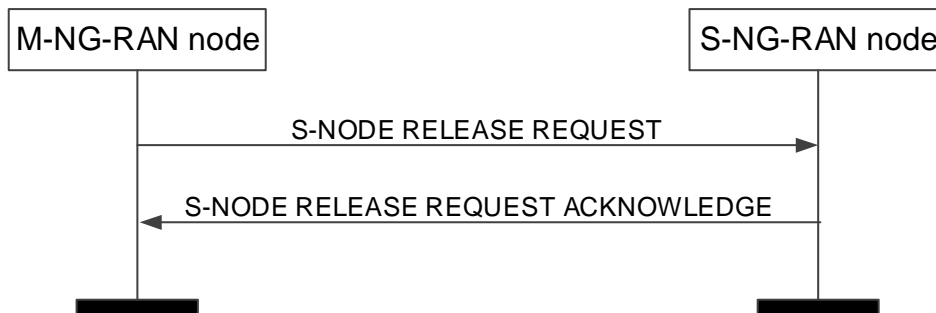 M-NG-RAN node
S-NG-RAN node
S-NODE RELEASE REQUEST
S-NODE RELEASE REQUEST ACKNOWLEDGE